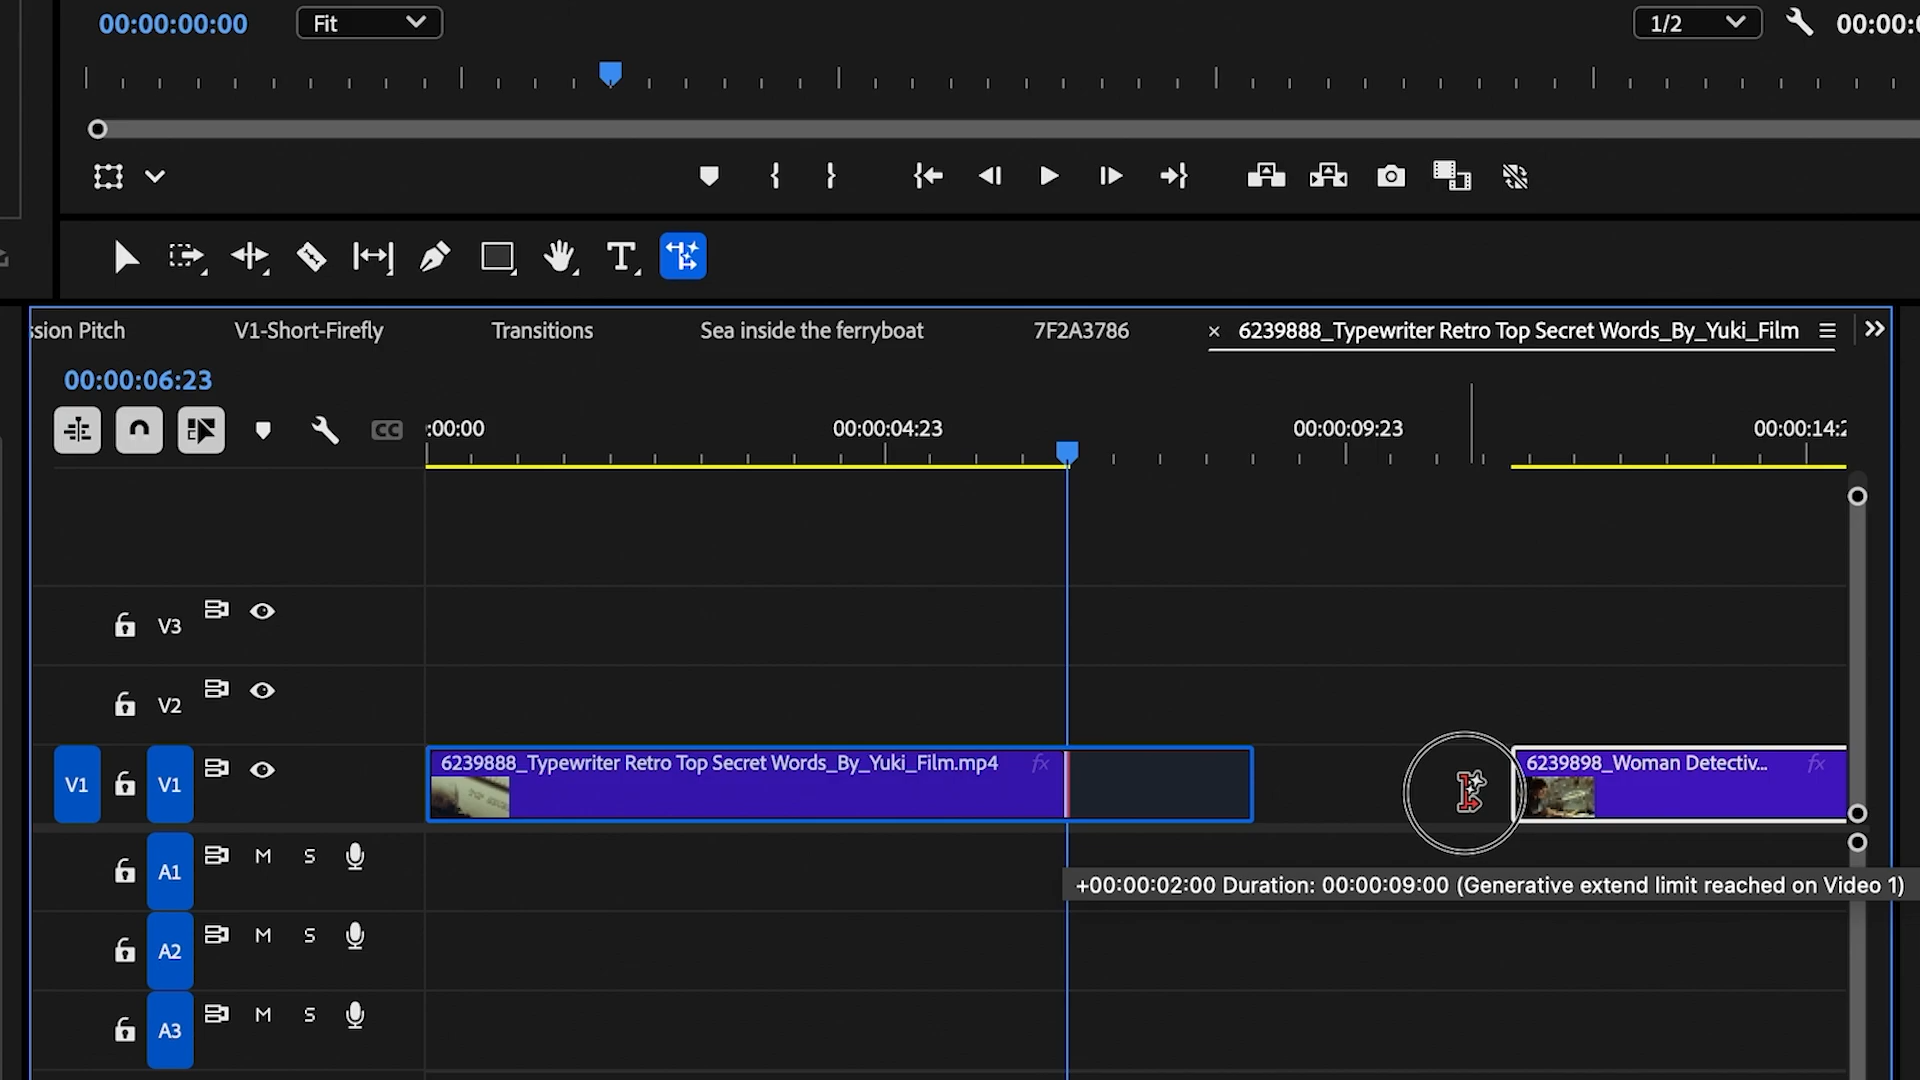 00:00:00:00
Fit
1/2
00:00:0
ssion Pitch
V1-Short-Firefly
Transitions
Sea inside the ferryboat
7F2A3786
× 6239888_Typewriter Retro Top Secret Words_By_Yuki_Film
00:00:06:23
CC
:00:00
00:00:04:23
00:00:09:23
00:00:14:2
V3
V2
V1
V1
6239888_Typewriter Retro Top Secret Words_By_Yuki_Film.mp4
fx
6239898_Woman Detectiv...
fx
A1
M
S
+00:00:02:00 Duration: 00:00:09:00 (Generative extend limit reached on Video 1)
A2
M
S
A3
M
S